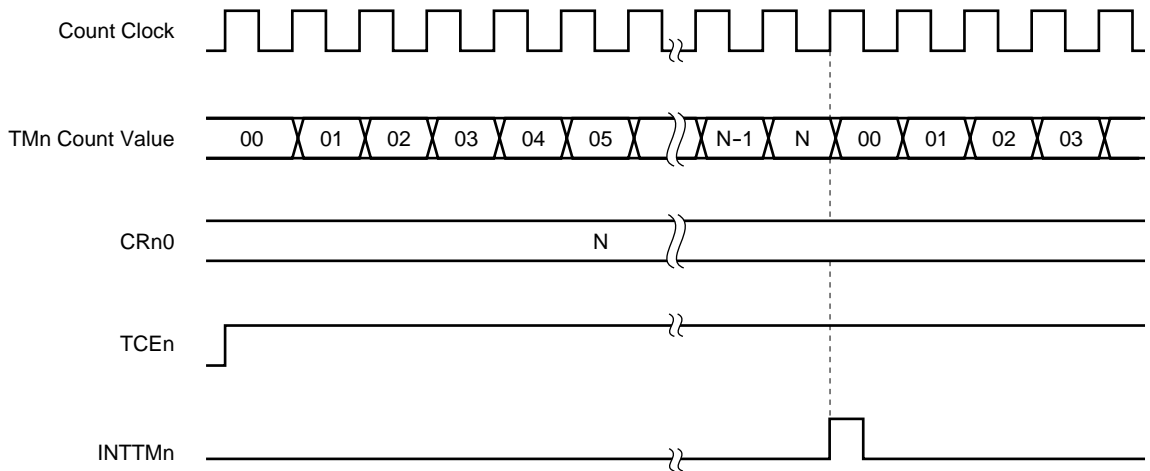 Count Clock
TMn Count Value 00 01 02 03 04 05 N-1 N 00 01 02 03
CRn0 N
TCEn
INTTMn